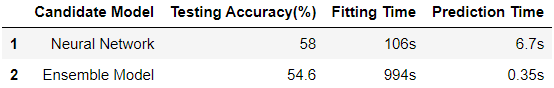 Candidate Model Testing Accuracy(%) Fitting Time Prediction Time
1 Neural Network 58 106s 6.7s
2 Ensemble Model 54.6 994s 0.35s